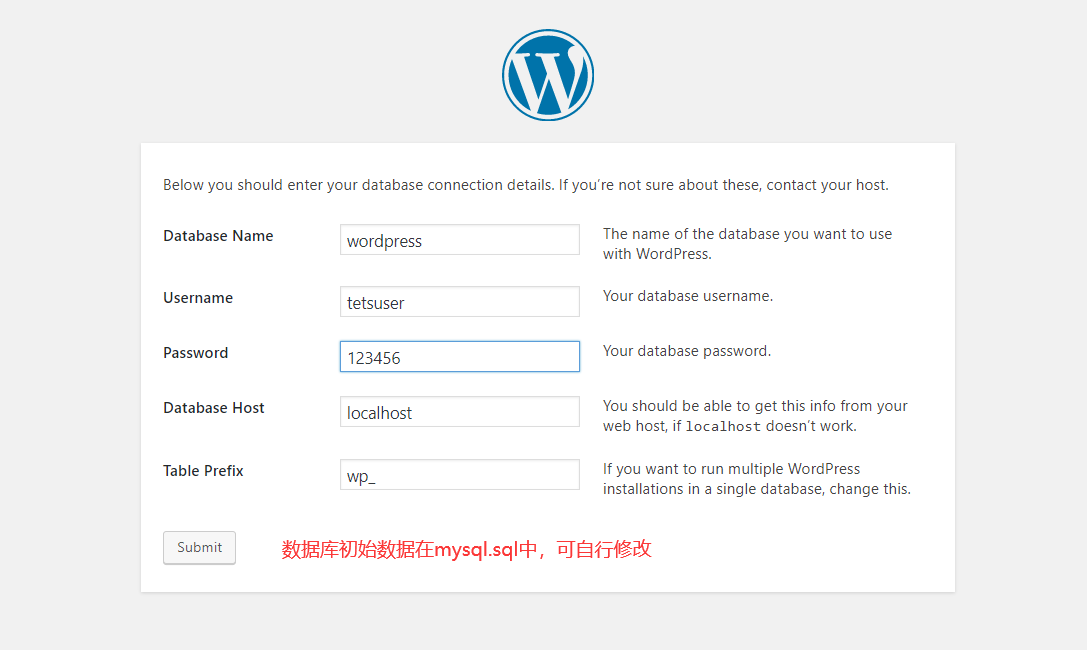 Below you should enter your database connection details. If you’re not sure about these, contact your host.
Database Name
wordpress
The name of the database you want to use
with WordPress.
Username
tetsuser
Your database username.
Password
123456
Your database password.
Database Host
localhost
You should be able to get this info from your
web host, if localhost doesn’t work.
Table Prefix
wp_
If you want to run multiple WordPress
installations in a single database, change this.
Submit
数据库初始数据在mysql.sql中，可自行修改